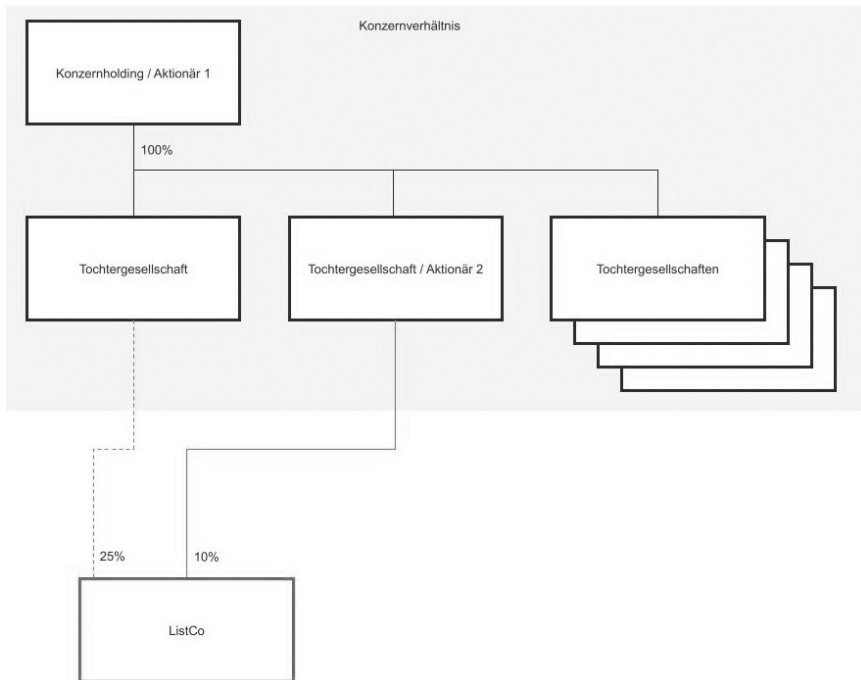 Konzernverhältnis
Konzernholding / Aktionär 1
100%
Tochtergesellschaft
Tochtergesellschaft / Aktionär 2
Tochtergesellschaften
25%
10%
ListCo